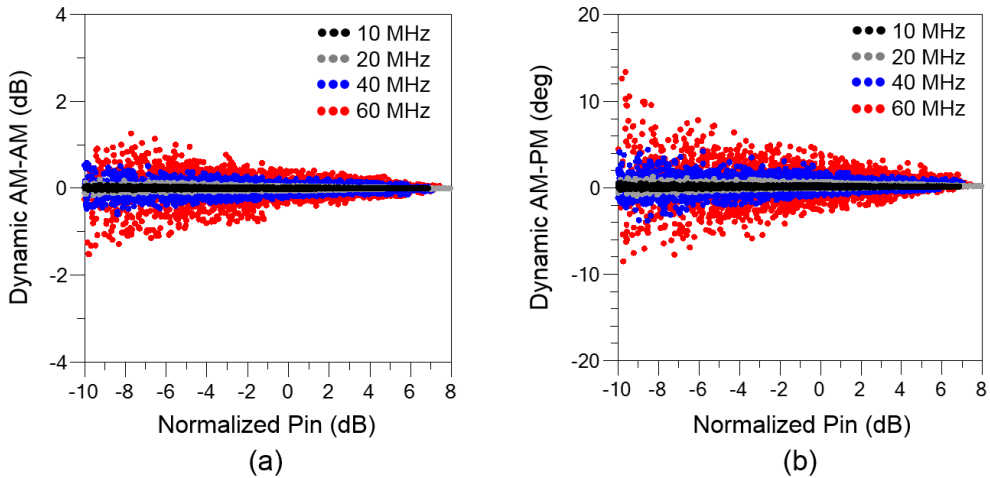 Dynamic AM-AM (dB)
4
2
0
-2
-4
10 MHz
20 MHz
40 MHz
60 MHz
-10 -8 -6 -4 -2 0 2 4 6 8
Normalized Pin (dB)
(a)
Dynamic AM-PM (deg)
20
10
0
-10
-20
10 MHz
20 MHz
40 MHz
60 MHz
-10 -8 -6 -4 -2 0 2 4 6 8
Normalized Pin (dB)
(b)